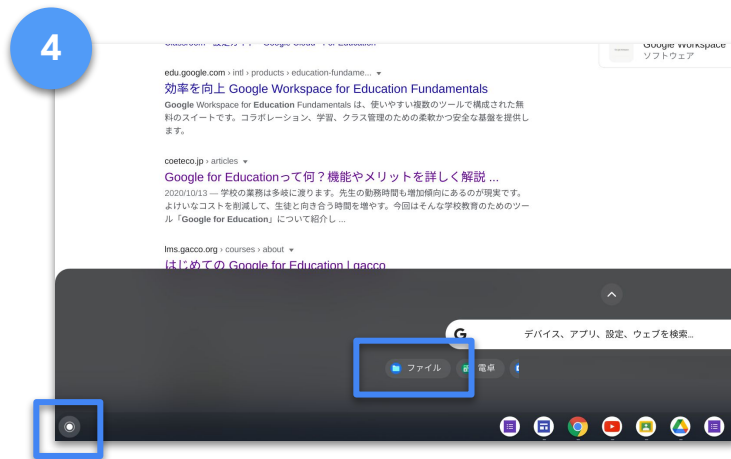 4
Classroom 設定ガイド - Google Cloud - For Education
Google Workspace
ソフトウェア
edu.google.com › intl › products › education-fundame...
効率を向上 Google Workspace for Education Fundamentals
Google Workspace for Education Fundamentals は、使いやすい複数のツールで構成された無
料のスイートです。コラボレーション、学習、クラス管理のための柔軟かつ安全な基盤を提供し
ます。
coeteco.jp › articles
Google for Educationって何？機能やメリットを詳しく解説 ...
2020/10/13 — 学校の業務は多岐に渡ります。先生の勤務時間も増加傾向にあるのが現実です。
よけいなコストを削減して、生徒と向き合う時間を増やす。今回はそんな学校教育のためのツー
ル「Google for Education」について紹介し ...
lms.gacco.org › courses › about
はじめての Google for Education | gacco
G
デバイス、アプリ、設定、ウェブを検索...
ファイル
電卓